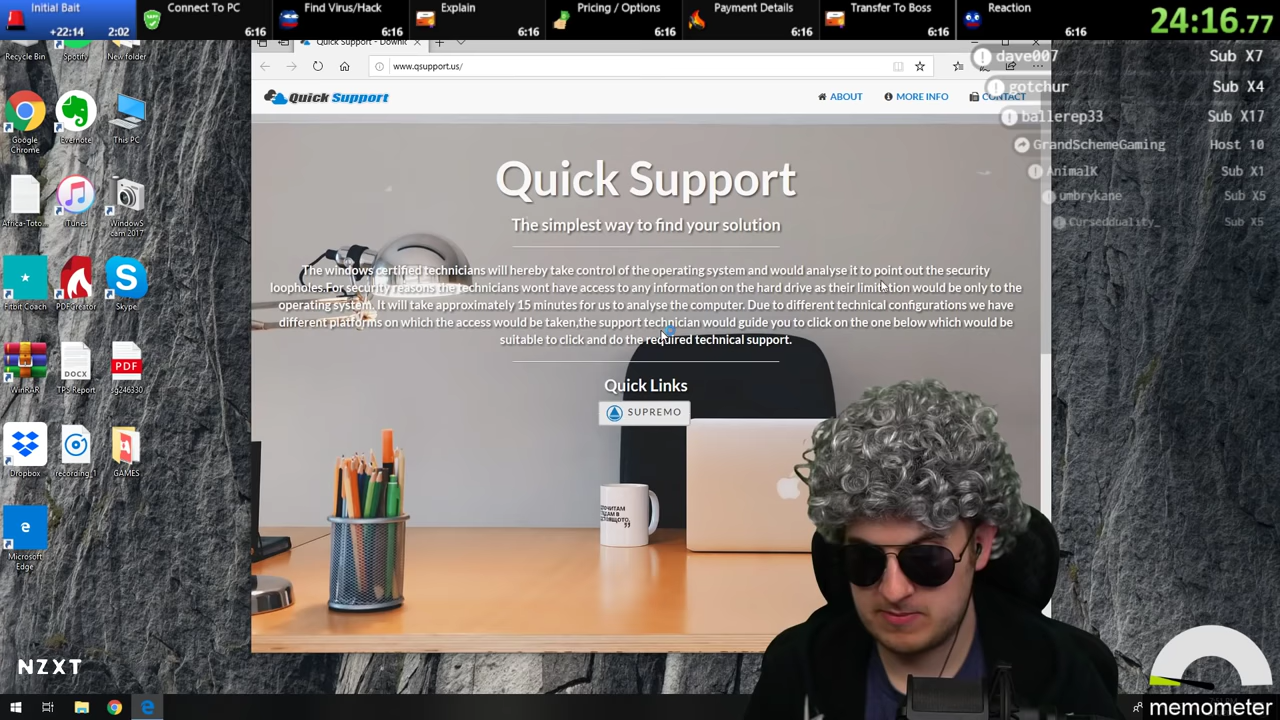 Initial Bait
+22:14 2:02
Connect To PC
6:16
Find Virus/Hack
6:16
Explain
6:16
Pricing / Options
6:16
Payment Details
6:16
Transfer To Boss
6:16
Reaction
6:16
24:16.77
Recycle Bin
Spotify
New folder
Quick Support - Downl
www.qsupport.us/
dave007 Sub X7
gotchur Sub X4
ballerep33 Sub X17
GrandSchemeGaming Host 10
AnimalK Sub X1
umbrykane Sub X5
Cursedduality_ Sub X5
Quick Support
ABOUT
MORE INFO
CONTACT
Google Chrome
Evernote
This PC
Quick Support
The simplest way to find your solution
Africa-Toto...
iTunes
WindowS cam 2017
The windows certified technicians will hereby take control of the operating system and would analyse it to point out the security
loopholes.For security reasons the technicians wont have access to any information on the hard drive as their limitation would be only to the
operating system. It will take approximately 15 minutes for us to analyse the computer. Due to different technical configurations we have
different platforms on which the access would be taken,the support technician would guide you to click on the one below which would be
suitable to click and do the required technical support.
Fitbit Coach
PDFCreator
Skype
Quick Links
SUPREMO
WinRAR
DOCX
TPS Report
PDF
sg246330
Dropbox
recording_1
GAMES
Microsoft Edge
NZXT
memometer